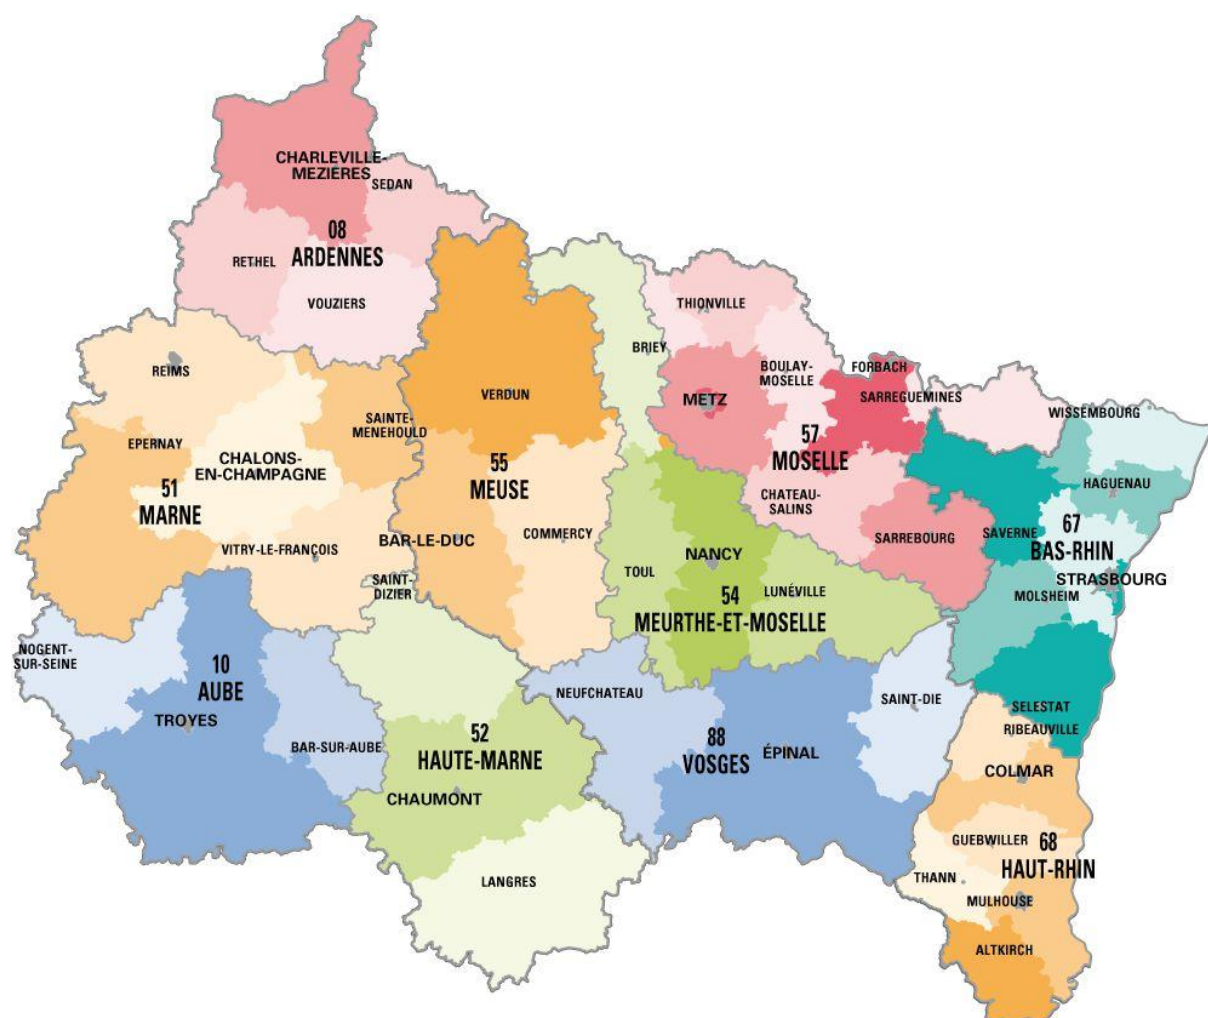 CHARLEVILLE-
MEZIÈRES
SEDAN
08
ARDENNES
RETHEL
VOUZIERS
REIMS
EPERNAY
SAINTE-
MENEHOULD
CHALONS-
EN-CHAMPAGNE
51
MARNE
VITRY-LE-FRANÇOIS
VERDUN
55
MEUSE
BAR-LE-DUC
COMMERCY
SAINT-
DIZIER
BRIEY
THIONVILLE
BOULAY-
MOSELLE
FORBACH
SARREGUEMINES
METZ
57
MOSELLE
CHATEAU-
SALINS
SARREBOURG
WISSEMBOURG
HAGUENAU
SAVERNE
67
BAS-RHIN
STRASBOURG
MOLSHEIM
SELESTAT
NANCY
TOUL
LUNÉVILLE
54
MEURTHE-ET-MOSELLE
NOGENT-
SUR-SEINE
10
AUBE
TROYES
BAR-SUR-AUBE
52
HAUTE-MARNE
CHAUMONT
LANGRES
NEUFCHATEAU
88
VOSGES
ÉPINAL
SAINT-DIE
RIBEAUVILLE
COLMAR
GUEBWILLER
68
HAUT-RHIN
THANN
MULHOUSE
ALTKIRCH